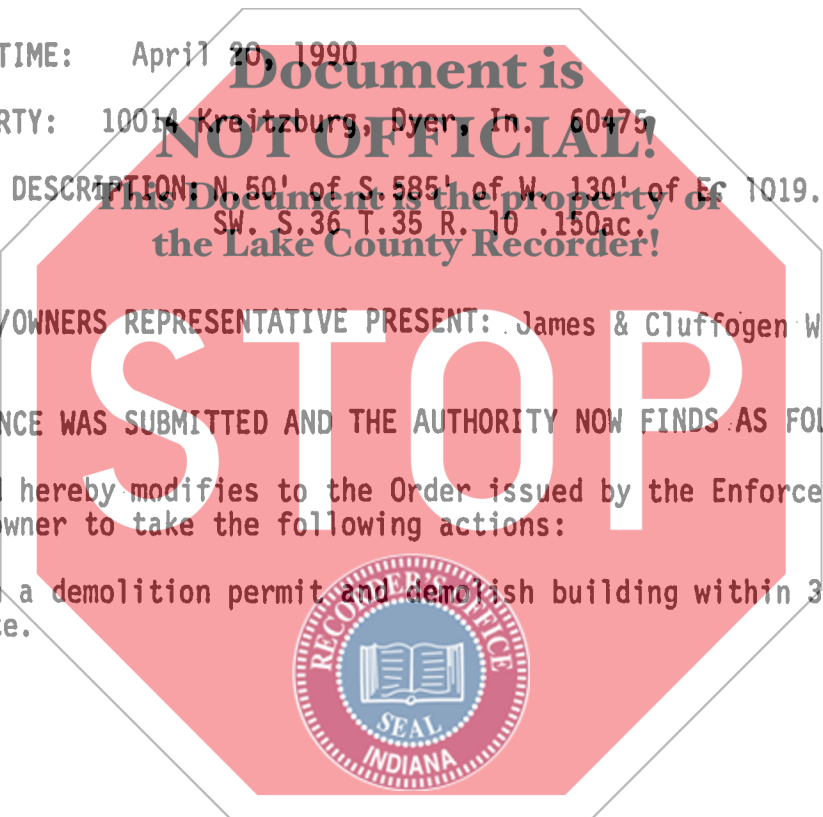 TIME: April 20, 1990
Document is
RTY: 10014 Kreitzburg, Dyer, In. 60475
NOT OFFICIAL!
DESCRIPTION: N.50' of S.585' of W. 130' of E. 1019.
This Document is the property of
SW. S.36 T.35 R. 10 .150ac.
the Lake County Recorder!
/OWNERS REPRESENTATIVE PRESENT: James & Cluffogen W
STOP
NCE WAS SUBMITTED AND THE AUTHORITY NOW FINDS AS FOL
hereby modifies to the Order issued by the Enforce
owner to take the following actions:
a demolition permit and demolish building within 3
te.
RECORDER'S OFFICE
SEAL
INDIANA